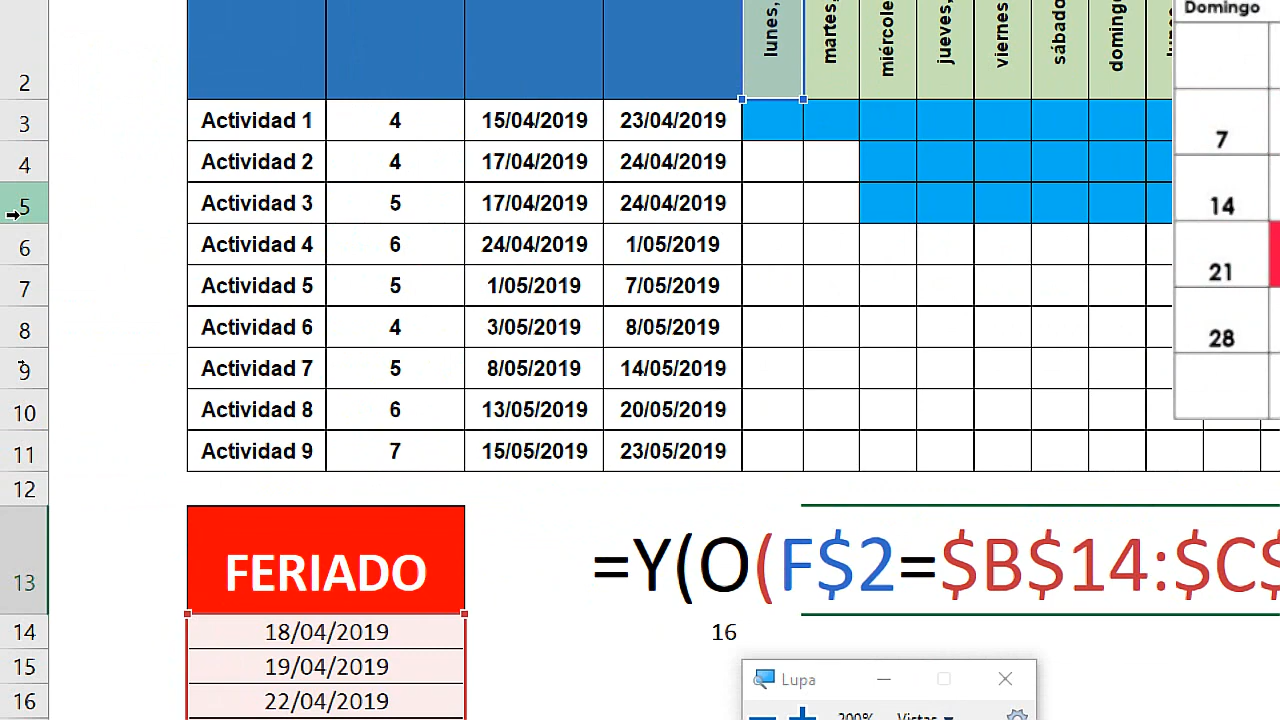 Domingo
lunes,
martes,
miércole
jueves,
viernes
sábado
domingo
2
3 Actividad 1 4 15/04/2019 23/04/2019
4 Actividad 2 4 17/04/2019 24/04/2019
5 Actividad 3 5 17/04/2019 24/04/2019
6 Actividad 4 6 24/04/2019 1/05/2019
7 Actividad 5 5 1/05/2019 7/05/2019
8 Actividad 6 4 3/05/2019 8/05/2019
9 Actividad 7 5 8/05/2019 14/05/2019
10 Actividad 8 6 13/05/2019 20/05/2019
11 Actividad 9 7 15/05/2019 23/05/2019
7
14
21
28
12
13 FERIADO =Y(O(F$2=$B$14:$C$
14 18/04/2019 16
15 19/04/2019
16 22/04/2019
Lupa
200% Vistas